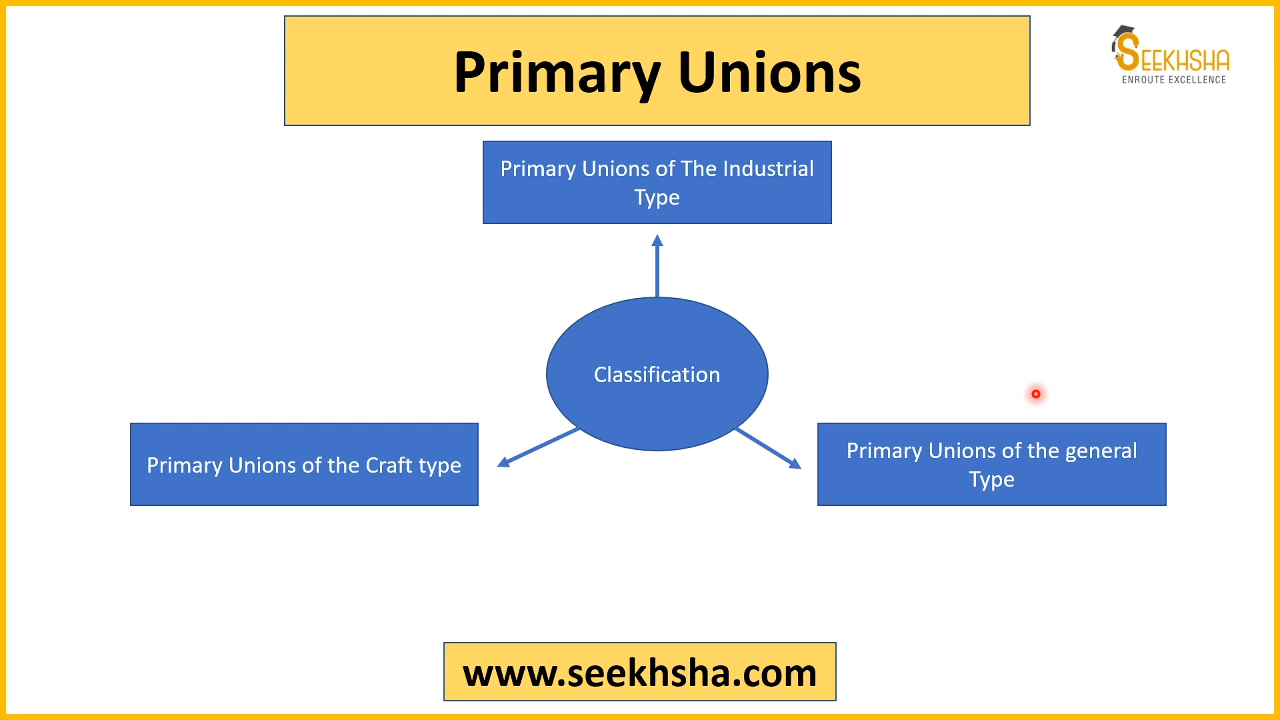 Primary Unions
SEEKHSHA
ENROUTE EXCELLENCE
Primary Unions of The Industrial
Type
Classification
Primary Unions of the Craft type
Primary Unions of the general
Type
www.seekhsha.com